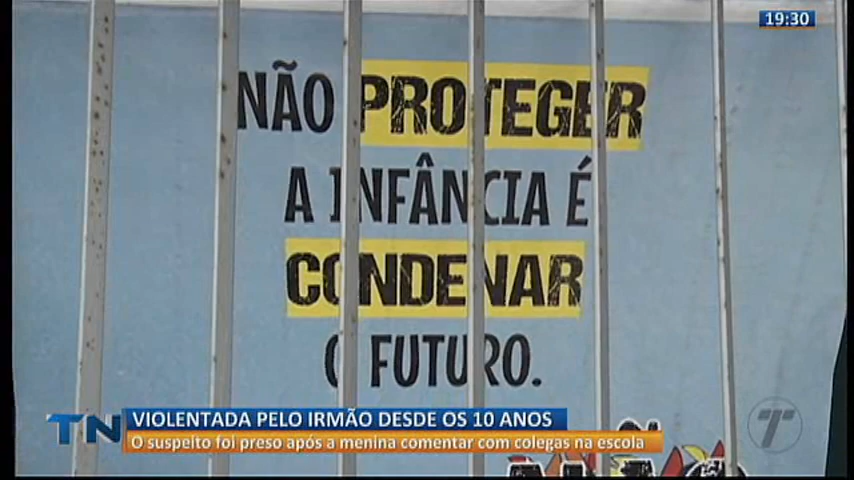 19:30
NÃO PROTEGER
A INFÂNCIA É
CONDENAR
O FUTURO.
TN
VIOLENTADA PELO IRMÃO DESDE OS 10 ANOS
O suspeito foi preso após a menina comentar com colegas na escola
T